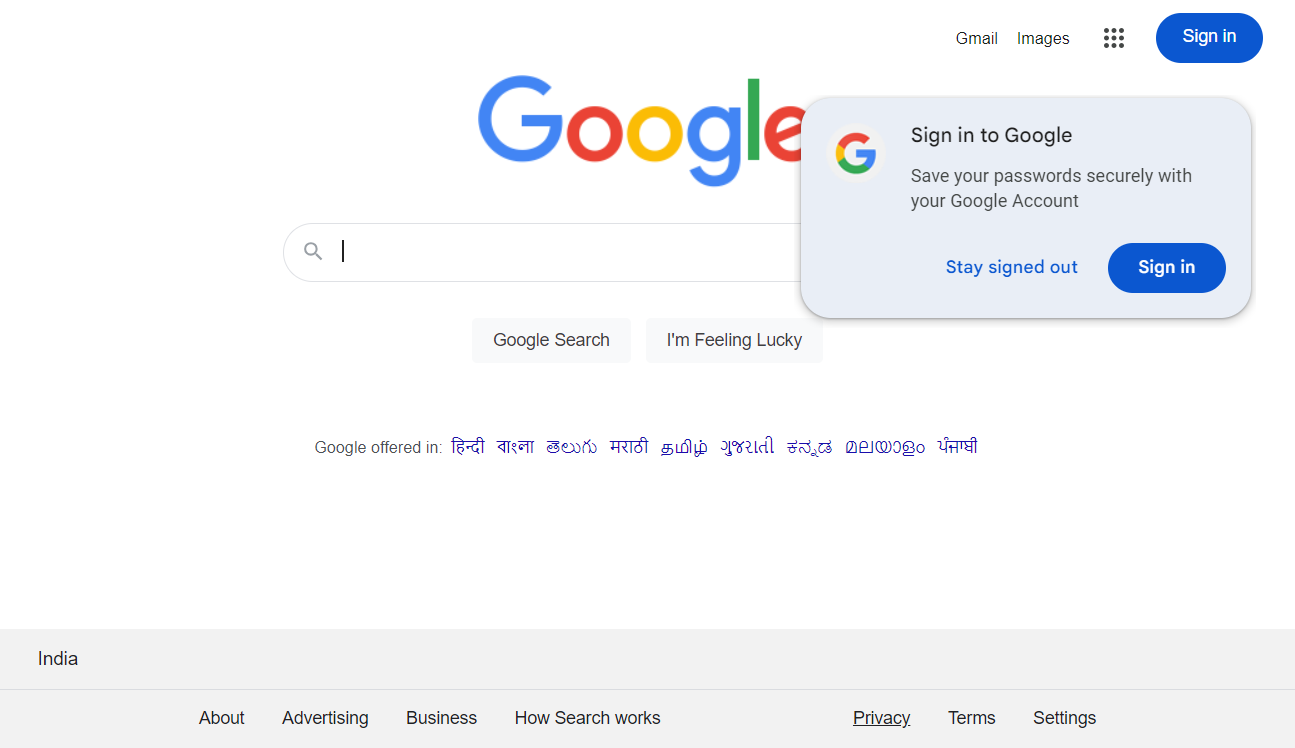 Gmail Images Sign in
Google
Sign in to Google
Save your passwords securely with
your Google Account
Stay signed out Sign in
Google Search I'm Feeling Lucky
Google offered in: हिन्दी বাংলা తెలుగు मराठी தமிழ் ગુજરાતી ಕನ್ನಡ മലയാളം ਪੰਜਾਬੀ
India
About Advertising Business How Search works Privacy Terms Settings